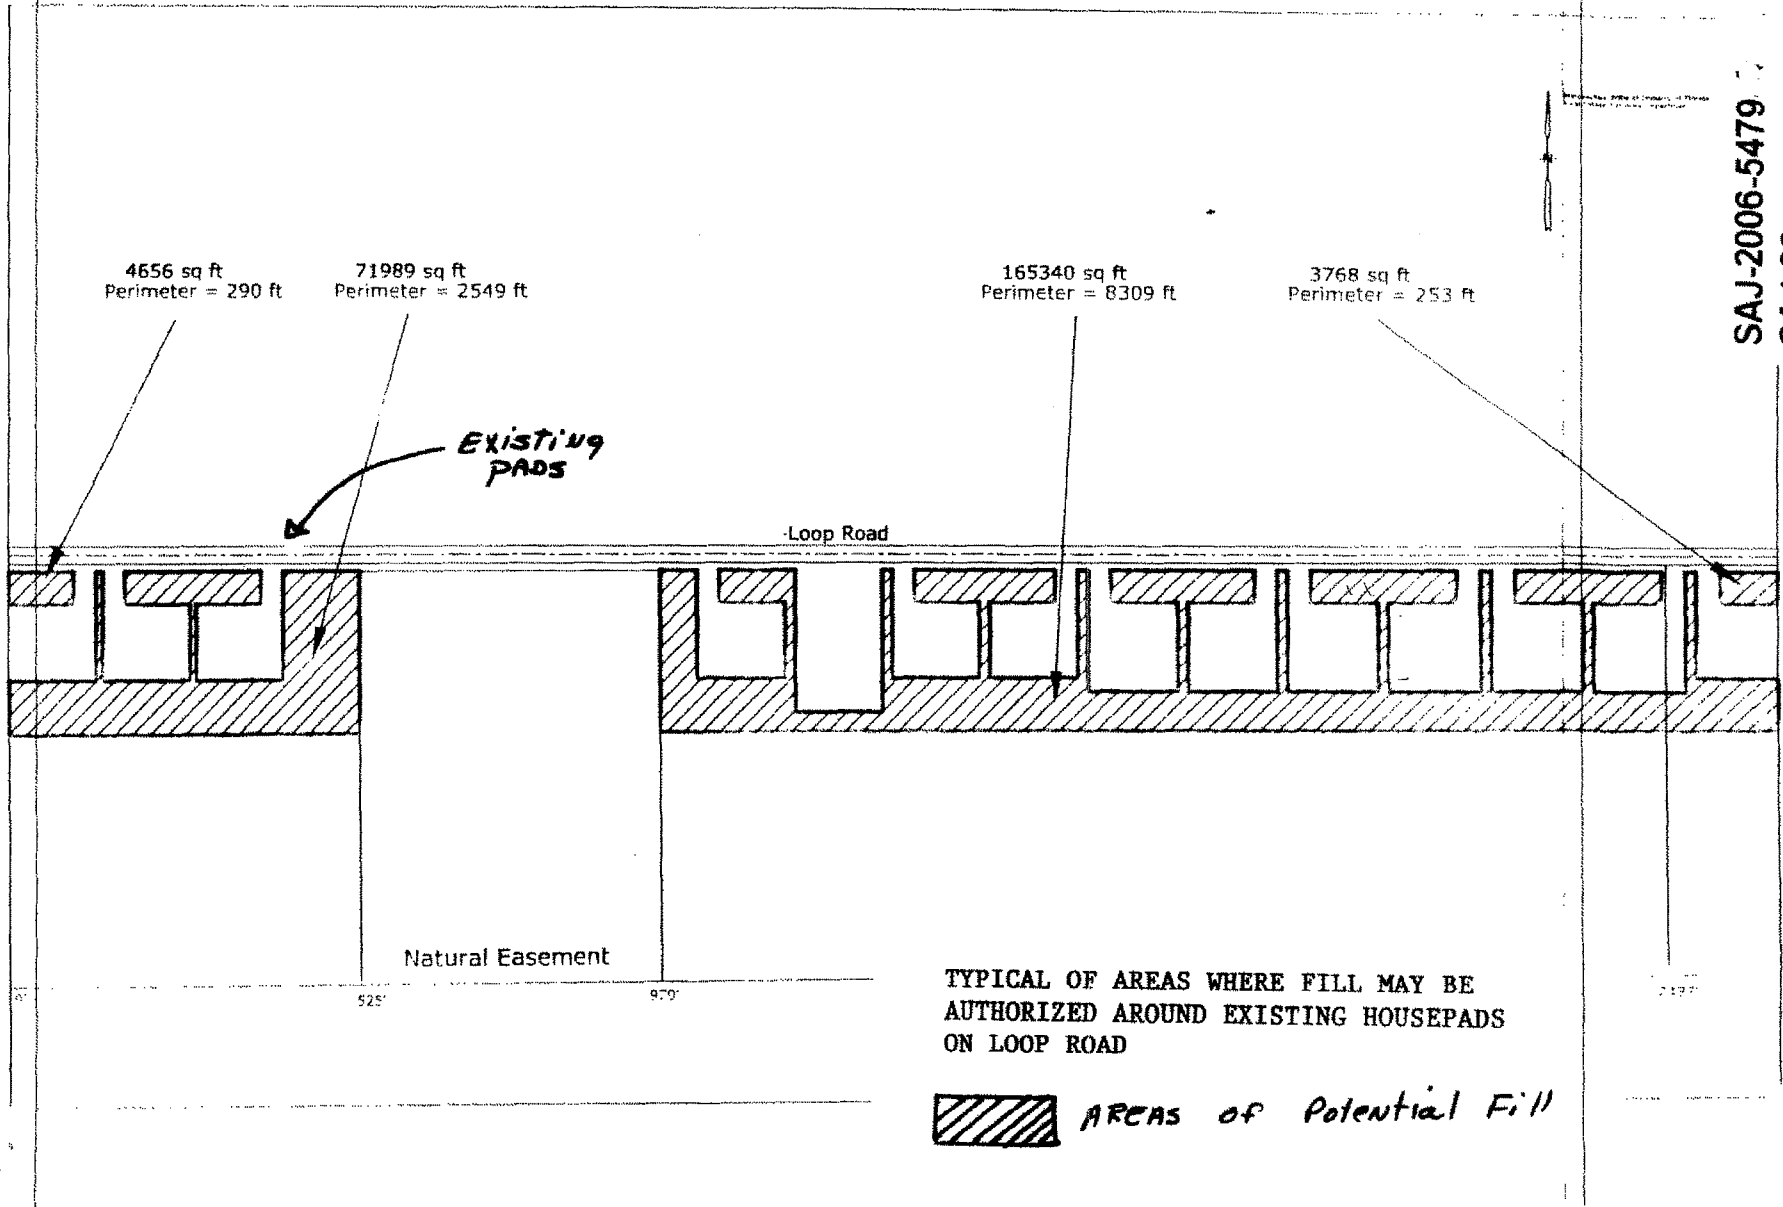 SAJ-2006-5479
4656 sq ft
Perimeter = 290 ft
71989 sq ft
Perimeter = 2549 ft
165340 sq ft
Perimeter = 8309 ft
3768 sq ft
Perimeter = 253 ft
Existing
PADS
Loop Road
Natural Easement
525'
979'
TYPICAL OF AREAS WHERE FILL MAY BE
AUTHORIZED AROUND EXISTING HOUSEPADS
ON LOOP ROAD
AREAS of Potential Fill